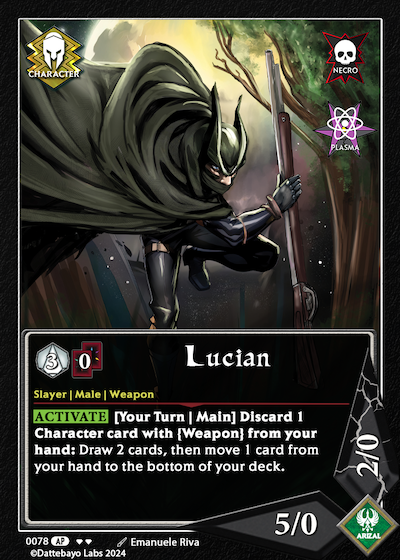 CHARACTER
NECRO
PLASMA
3
0
Lucian
Slayer | Male | Weapon
ACTIVATE [Your Turn | Main] Discard 1
Character card with {Weapon} from your
hand: Draw 2 cards, then move 1 card from
your hand to the bottom of your deck.
2/0
5/0
0078 AP ♥♥ Emanuele Riva
©Dattebayo Labs 2024
ARIZAL